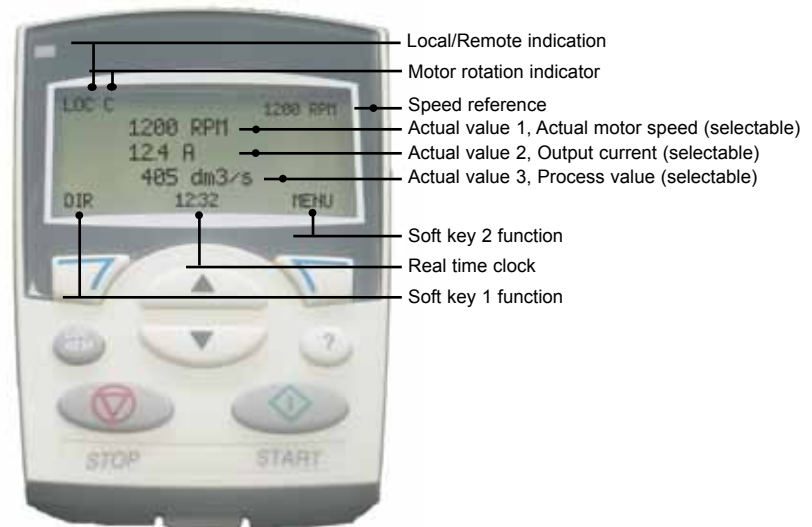 Local/Remote indication
Motor rotation indicator
LOC C 1200 RPM
Speed reference
1200 RPM
Actual value 1, Actual motor speed (selectable)
12.4 A
Actual value 2, Output current (selectable)
405 dm3/s
Actual value 3, Process value (selectable)
DIR 12:32 MENU
Soft key 2 function
Real time clock
Soft key 1 function
?
STOP START